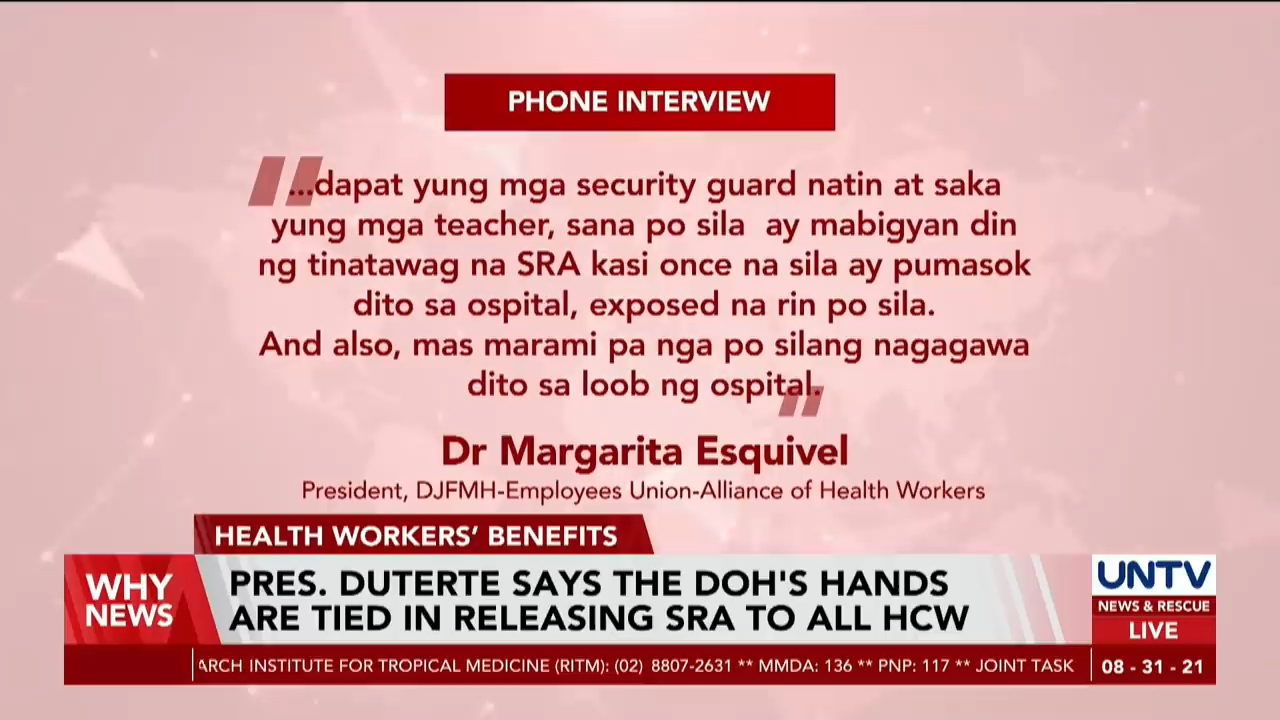 PHONE INTERVIEW
"...dapat yung mga security guard natin at saka
yung mga teacher, sana po sila ay mabigyan din
ng tinatawag na SRA kasi once na sila ay pumasok
dito sa ospital, exposed na rin po sila.
And also, mas marami pa nga po silang nagagawa
dito sa loob ng ospital."
Dr Margarita Esquivel
President, DJFMH-Employees Union-Alliance of Health Workers
HEALTH WORKERS' BENEFITS
WHY
NEWS
PRES. DUTERTE SAYS THE DOH'S HANDS
ARE TIED IN RELEASING SRA TO ALL HCW
UNTV
NEWS & RESCUE
LIVE
ARCH INSTITUTE FOR TROPICAL MEDICINE (RITM): (02) 8807-2631 ** MMDA: 136 ** PNP: 117 ** JOINT TASK
08 - 31 - 21